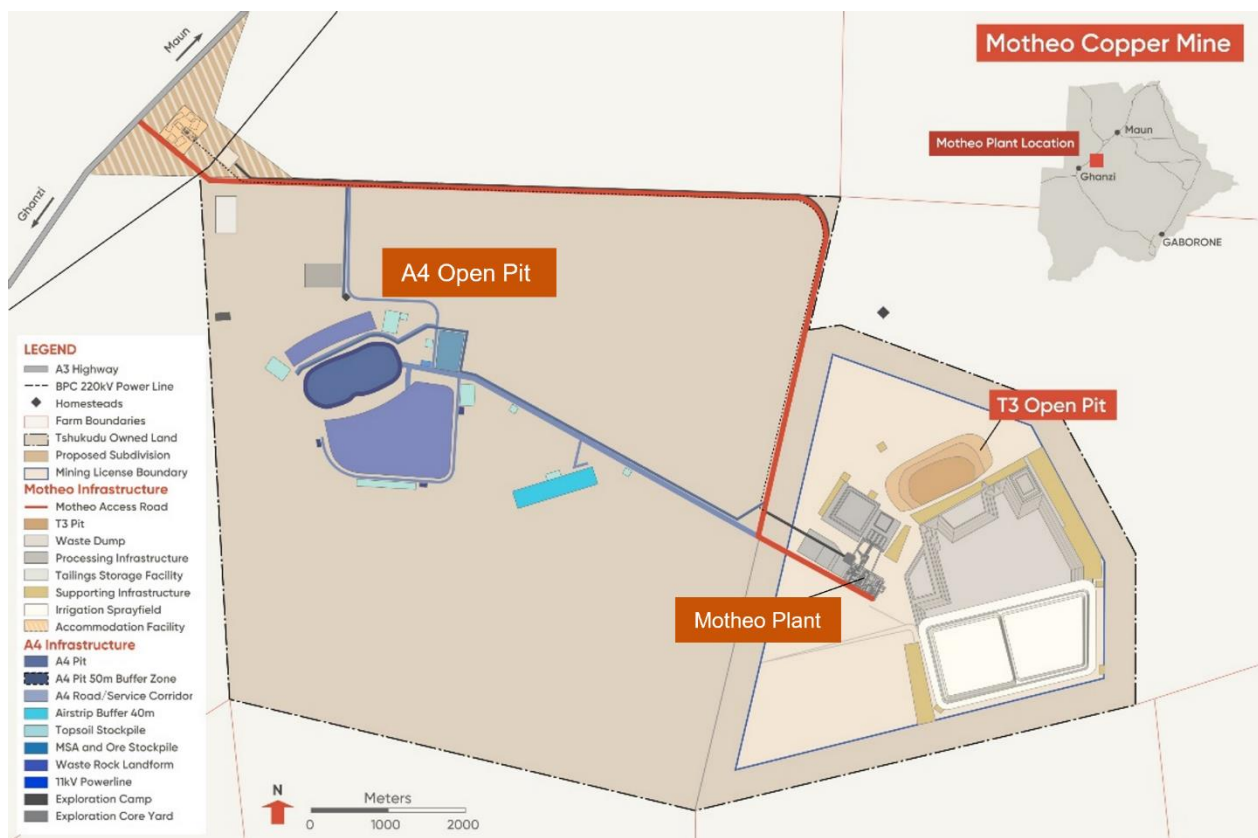 Maun
Ghanzi
Motheo Copper Mine
Motheo Plant Location
Maun
Ghanzi
GABORONE
A4 Open Pit
T3 Open Pit
Motheo Plant
LEGEND
A3 Highway
BPC 220kV Power Line
Homesteads
Farm Boundaries
Tshukudu Owned Land
Proposed Subdivision
Mining License Boundary
Motheo Infrastructure
Motheo Access Road
T3 Pit
Waste Dump
Processing Infrastructure
Tailings Storage Facility
Supporting Infrastructure
Irrigation Sprayfield
Accommodation Facility
A4 Infrastructure
A4 Pit
A4 Pit 50m Buffer Zone
A4 Road/Service Corridor
Airstrip Buffer 40m
Topsoil Stockpile
MSA and Ore Stockpile
Waste Rock Landform
11kV Powerline
Exploration Camp
Exploration Core Yard
N
Meters
0 1000 2000